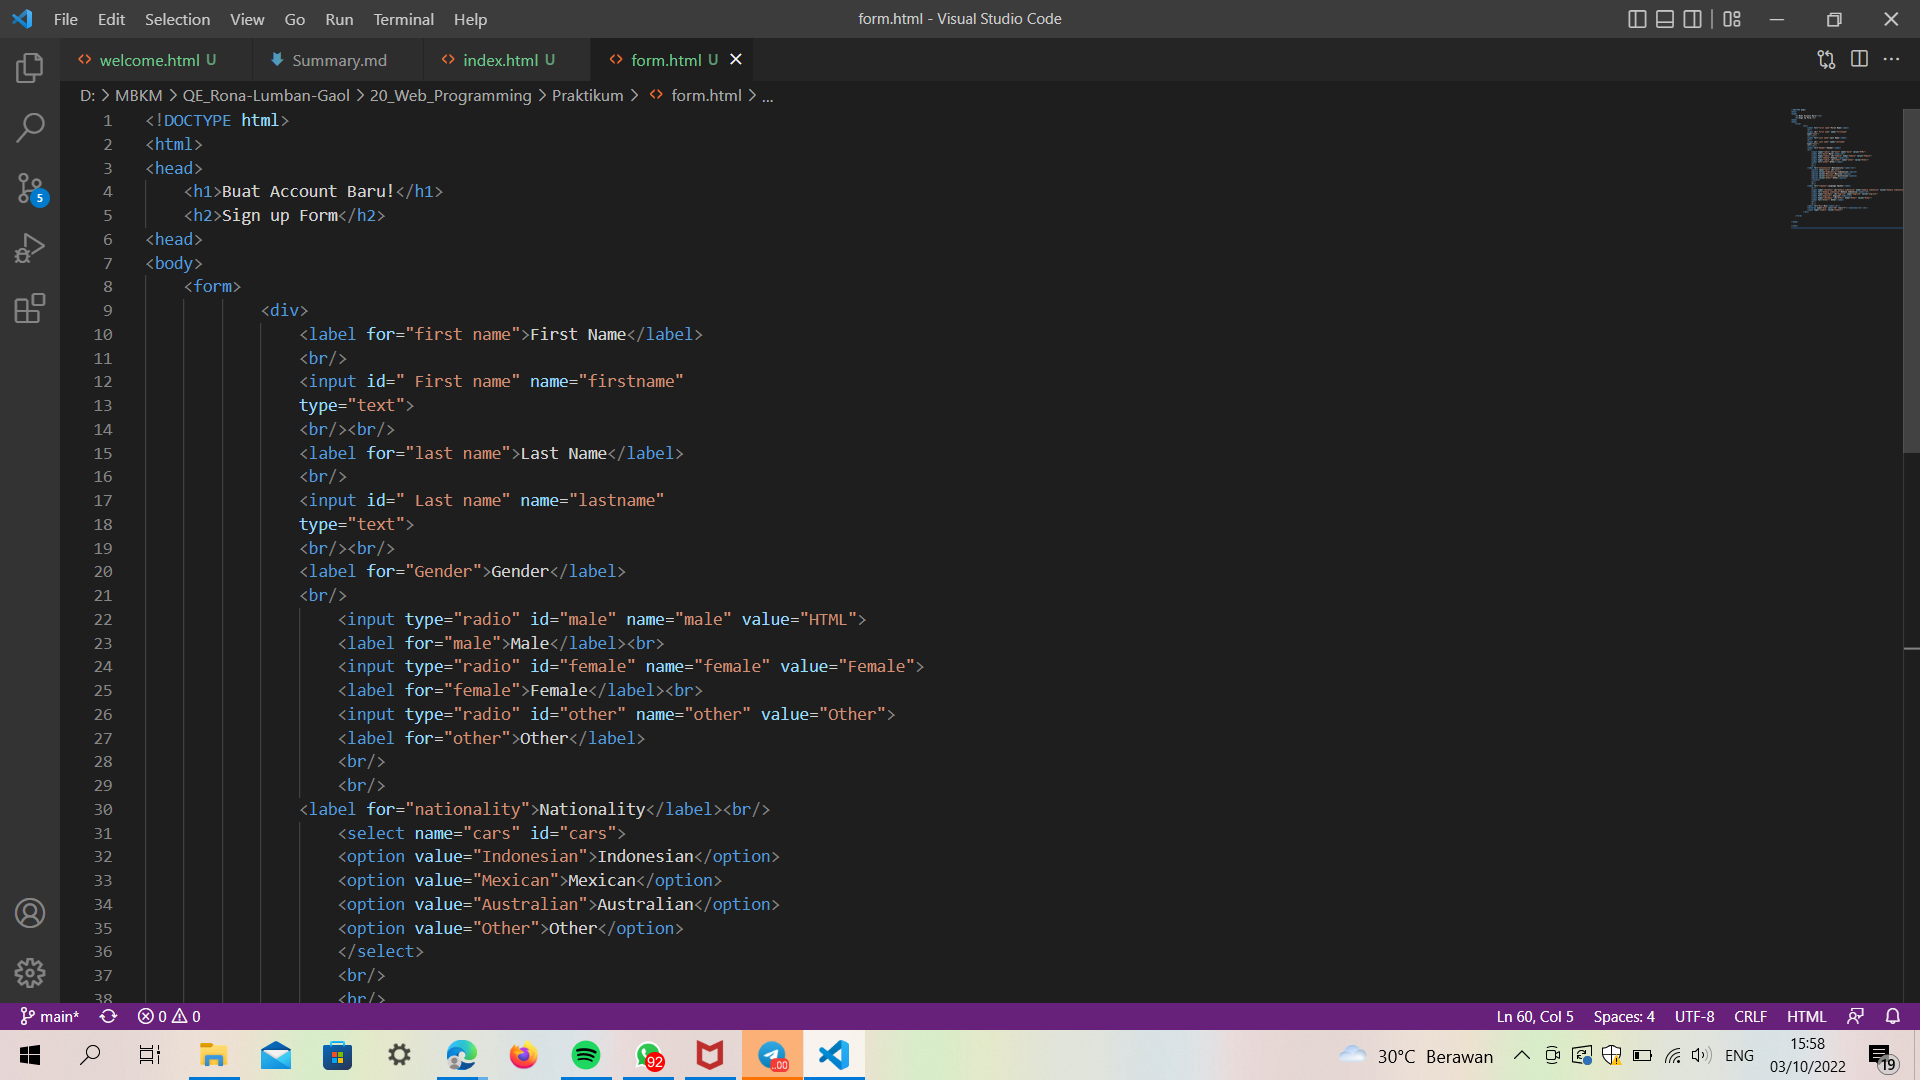 File Edit Selection View Go Run Terminal Help form.html - Visual Studio Code
welcome.html U Summary.md index.html U form.html U
D: > MBKM > QE_Rona-Lumban-Gaol > 20_Web_Programming > Praktikum > form.html > ...
1 <!DOCTYPE html>
2 <html>
3 <head>
4 <h1>Buat Account Baru!</h1>
5 <h2>Sign up Form</h2>
6 <head>
7 <body>
8 <form>
9 <div>
10 <label for="first name">First Name</label>
11 <br/>
12 <input id=" First name" name="firstname"
13 type="text">
14 <br/><br/>
15 <label for="last name">Last Name</label>
16 <br/>
17 <input id=" Last name" name="lastname"
18 type="text">
19 <br/><br/>
20 <label for="Gender">Gender</label>
21 <br/>
22 <input type="radio" id="male" name="male" value="HTML">
23 <label for="male">Male</label><br>
24 <input type="radio" id="female" name="female" value="Female">
25 <label for="female">Female</label><br>
26 <input type="radio" id="other" name="other" value="Other">
27 <label for="other">Other</label>
28 <br/>
29 <br/>
30 <label for="nationality">Nationality</label><br/>
31 <select name="cars" id="cars">
32 <option value="Indonesian">Indonesian</option>
33 <option value="Mexican">Mexican</option>
34 <option value="Australian">Australian</option>
35 <option value="Other">Other</option>
36 </select>
37 <br/>
38 <br/>
5
main* 0 0 Ln 60, Col 5 Spaces: 4 UTF-8 CRLF HTML
92 ..00 30°C Berawan ENG 15:58 03/10/2022 19